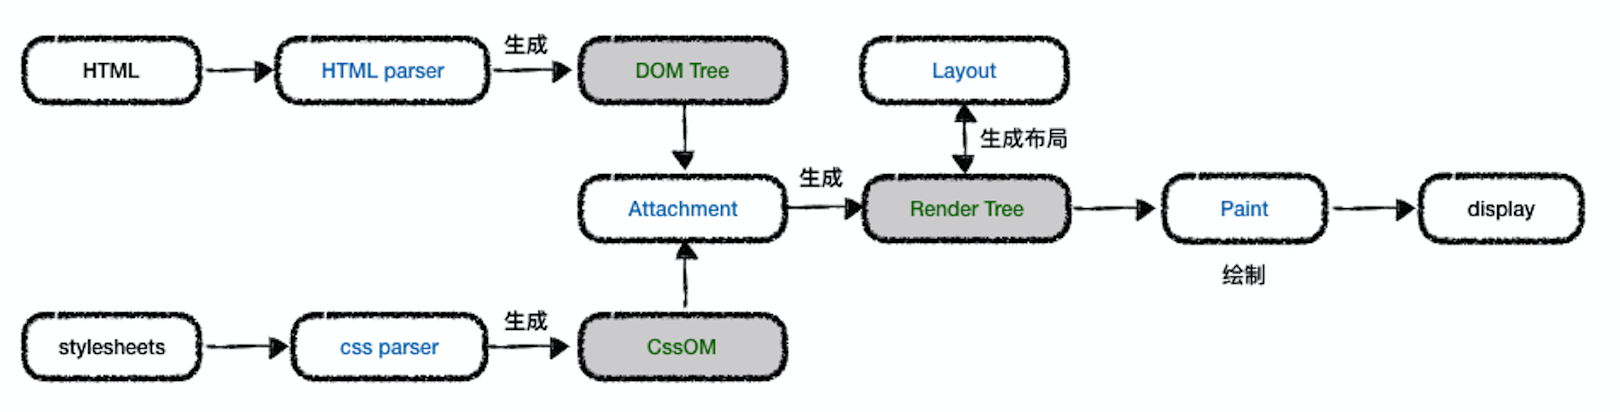 HTML
HTML parser
生成
DOM Tree
Layout
生成布局
Attachment
生成
Render Tree
Paint
display
绘制
stylesheets
css parser
生成
CssOM